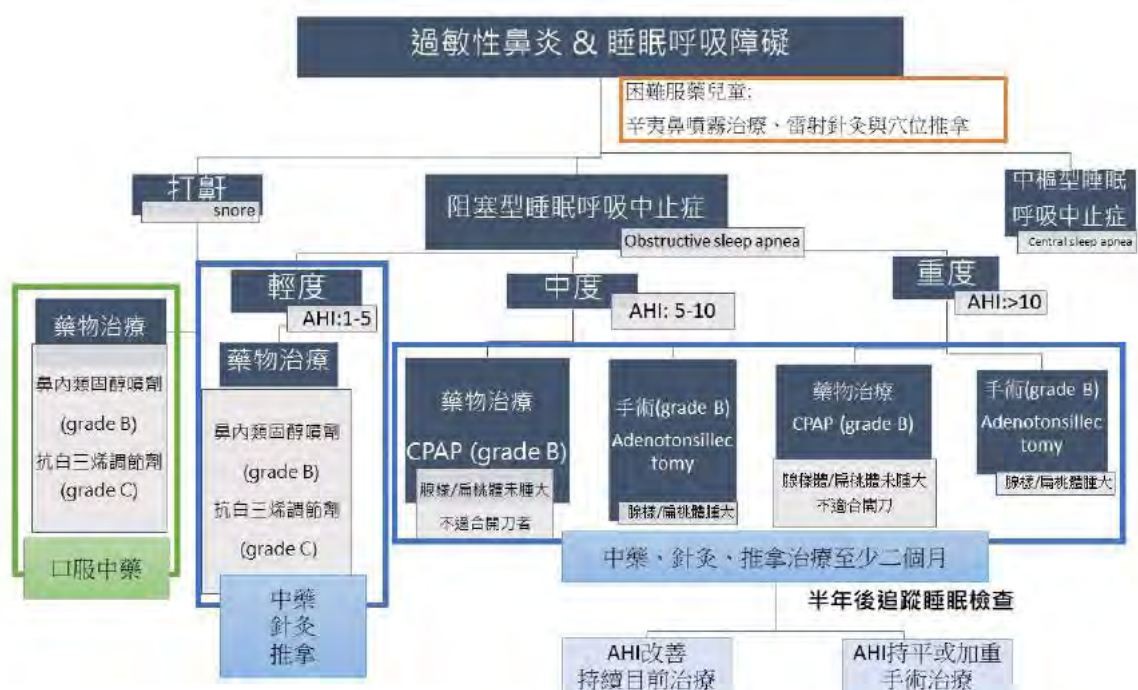 過敏性鼻炎 & 睡眠呼吸障礙
困難服藥兒童:
辛夷鼻噴霧治療、雷射針灸與穴位推拿
打鼾
snore
阻塞型睡眠呼吸中止症
Obstructive sleep apnea
中樞型睡眠
呼吸中止症
Central sleep apnea
輕度
AHI:1-5
中度
AHI: 5-10
重度
AHI:>10
藥物治療
鼻內類固醇噴劑
(grade B)
抗白三烯調節劑
(grade C)
口服中藥
藥物治療
鼻內類固醇噴劑
(grade B)
抗白三烯調節劑
(grade C)
中藥
針灸
推拿
藥物治療
CPAP (grade B)
腺樣/扁桃體未腫大
不適合開刀者
手術(grade B)
Adenotonsillec
tomy
腺樣/扁桃體腫大
藥物治療
CPAP (grade B)
腺樣體/扁桃體未腫大
不適合開刀
手術(grade B)
Adenotonsillec
tomy
腺樣/扁桃體腫大
中藥、針灸、推拿治療至少二個月
半年後追蹤睡眠檢查
AHI改善
持續目前治療
AHI持平或加重
手術治療